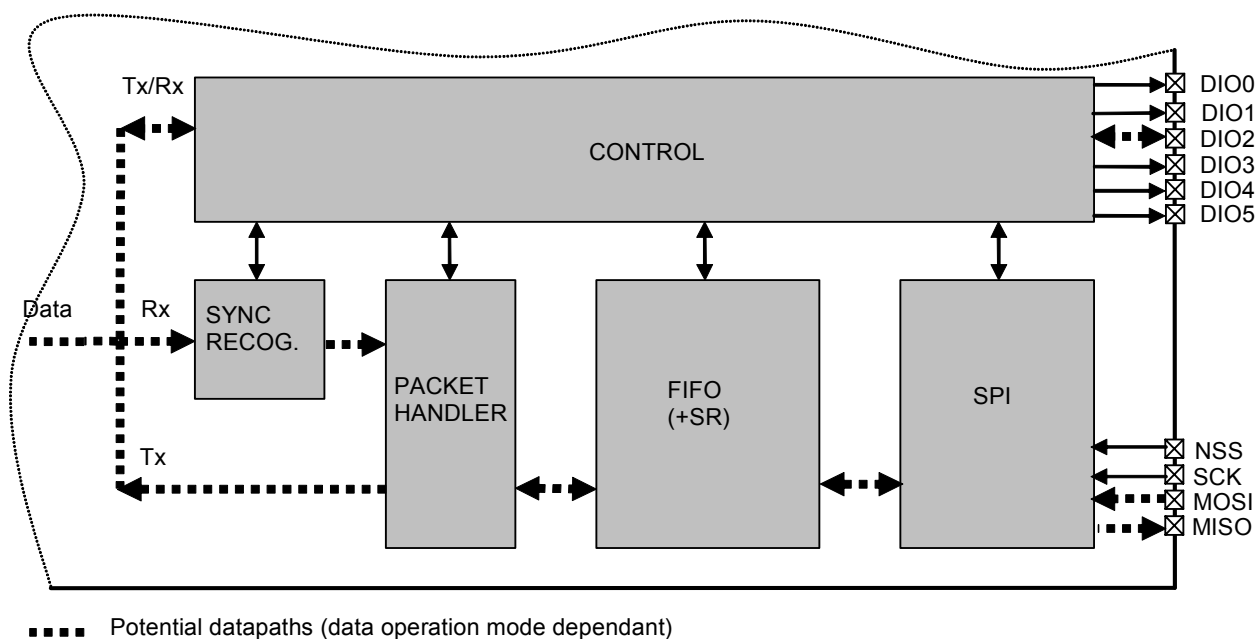 Tx/Rx
CONTROL
DIO0
DIO1
DIO2
DIO3
DIO4
DIO5
Data
Rx
SYNC
RECOG.
PACKET
HANDLER
FIFO
(+SR)
SPI
Tx
NSS
SCK
MOSI
MISO
Potential datapaths (data operation mode dependant)